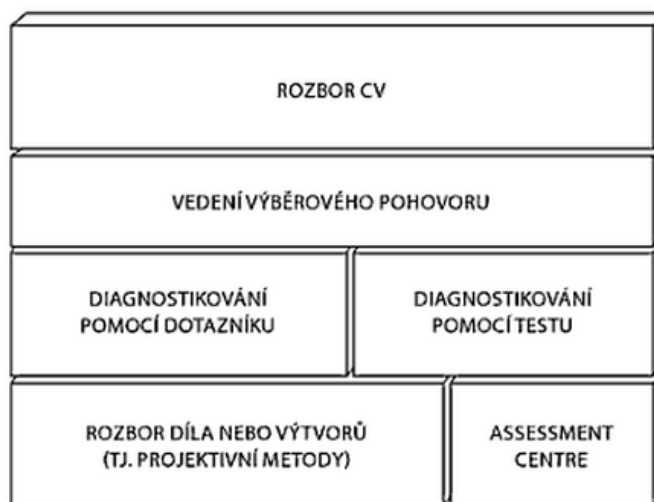 ROZBOR CV
VEDENÍ VÝBĚROVÉHO POHOVORU
DIAGNOSTIKOVÁNÍ
POMOCÍ DOTAZNÍKU
DIAGNOSTIKOVÁNÍ
POMOCÍ TESTU
ROZBOR DÍLA NEBO VÝTVORŮ
(TJ. PROJEKTIVNÍ METODY)
ASSESSMENT
CENTRE